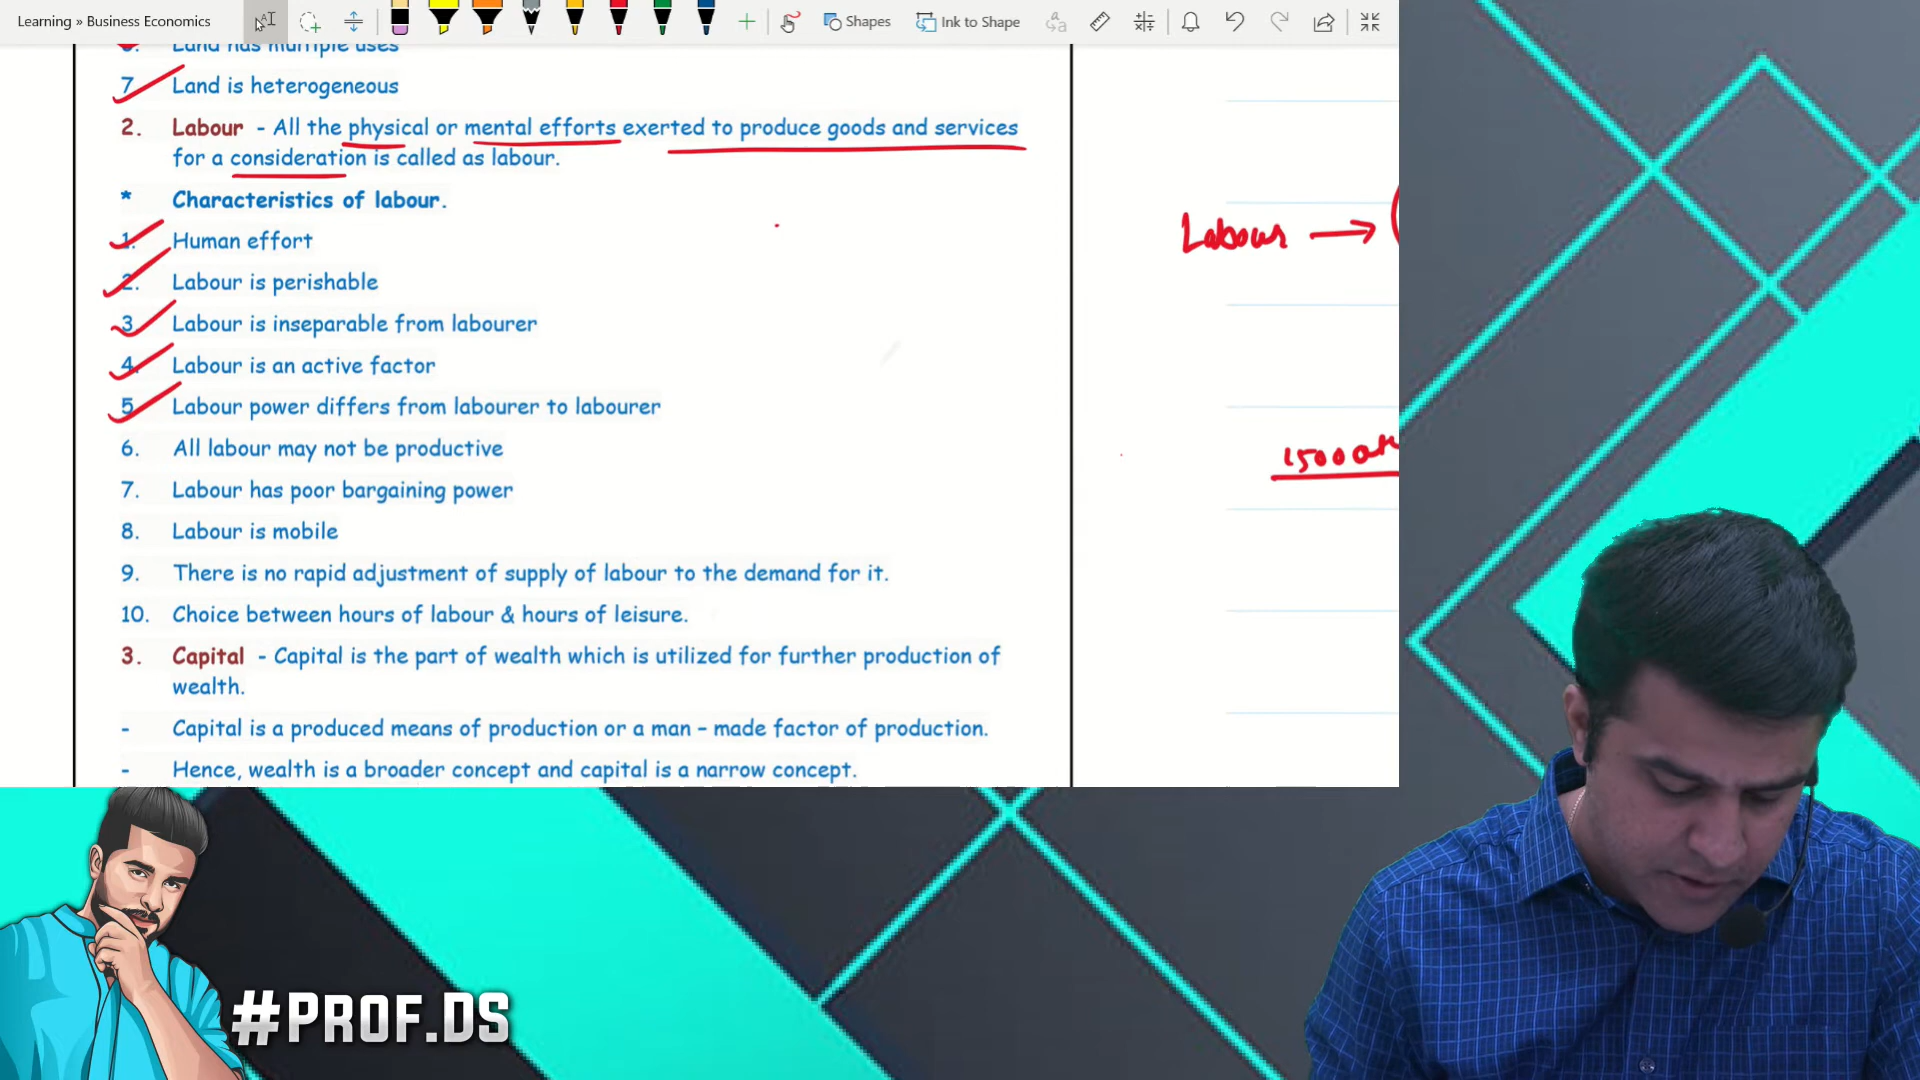 Learning » Business Economics
Shapes
Ink to Shape
Land has multiple uses
7. Land is heterogeneous
2. Labour - All the physical or mental efforts exerted to produce goods and services
for a consideration is called as labour.
* Characteristics of labour.
1. Human effort
2. Labour is perishable
3. Labour is inseparable from labourer
4. Labour is an active factor
5. Labour power differs from labourer to labourer
6. All labour may not be productive
7. Labour has poor bargaining power
8. Labour is mobile
9. There is no rapid adjustment of supply of labour to the demand for it.
10. Choice between hours of labour & hours of leisure.
3. Capital - Capital is the part of wealth which is utilized for further production of
wealth.
- Capital is a produced means of production or a man – made factor of production.
- Hence, wealth is a broader concept and capital is a narrow concept.
Labour →
#PROF.DS